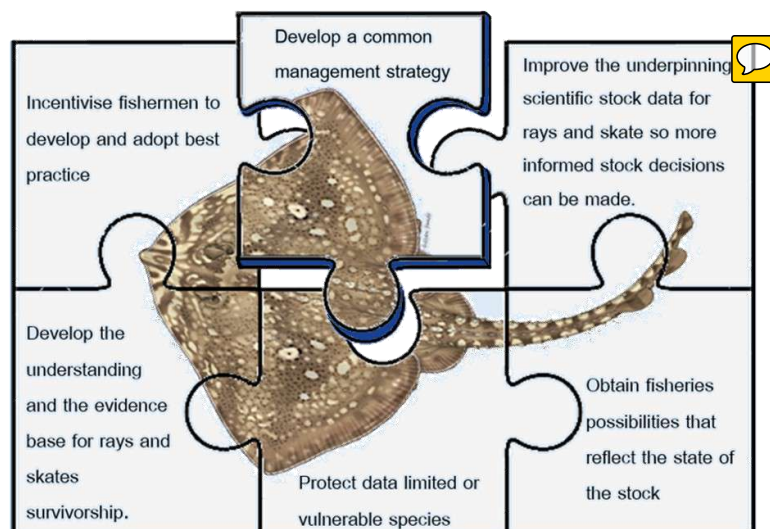 Develop a common
management strategy
Incentivise fishermen to
develop and adopt best
practice
Improve the underpinning
scientific stock data for
rays and skate so more
informed stock decisions
can be made.
Develop the
understanding
and the evidence
base for rays and
skates
survivorship.
Protect data limited or
vulnerable species
Obtain fisheries
possibilities that
reflect the state of
the stock